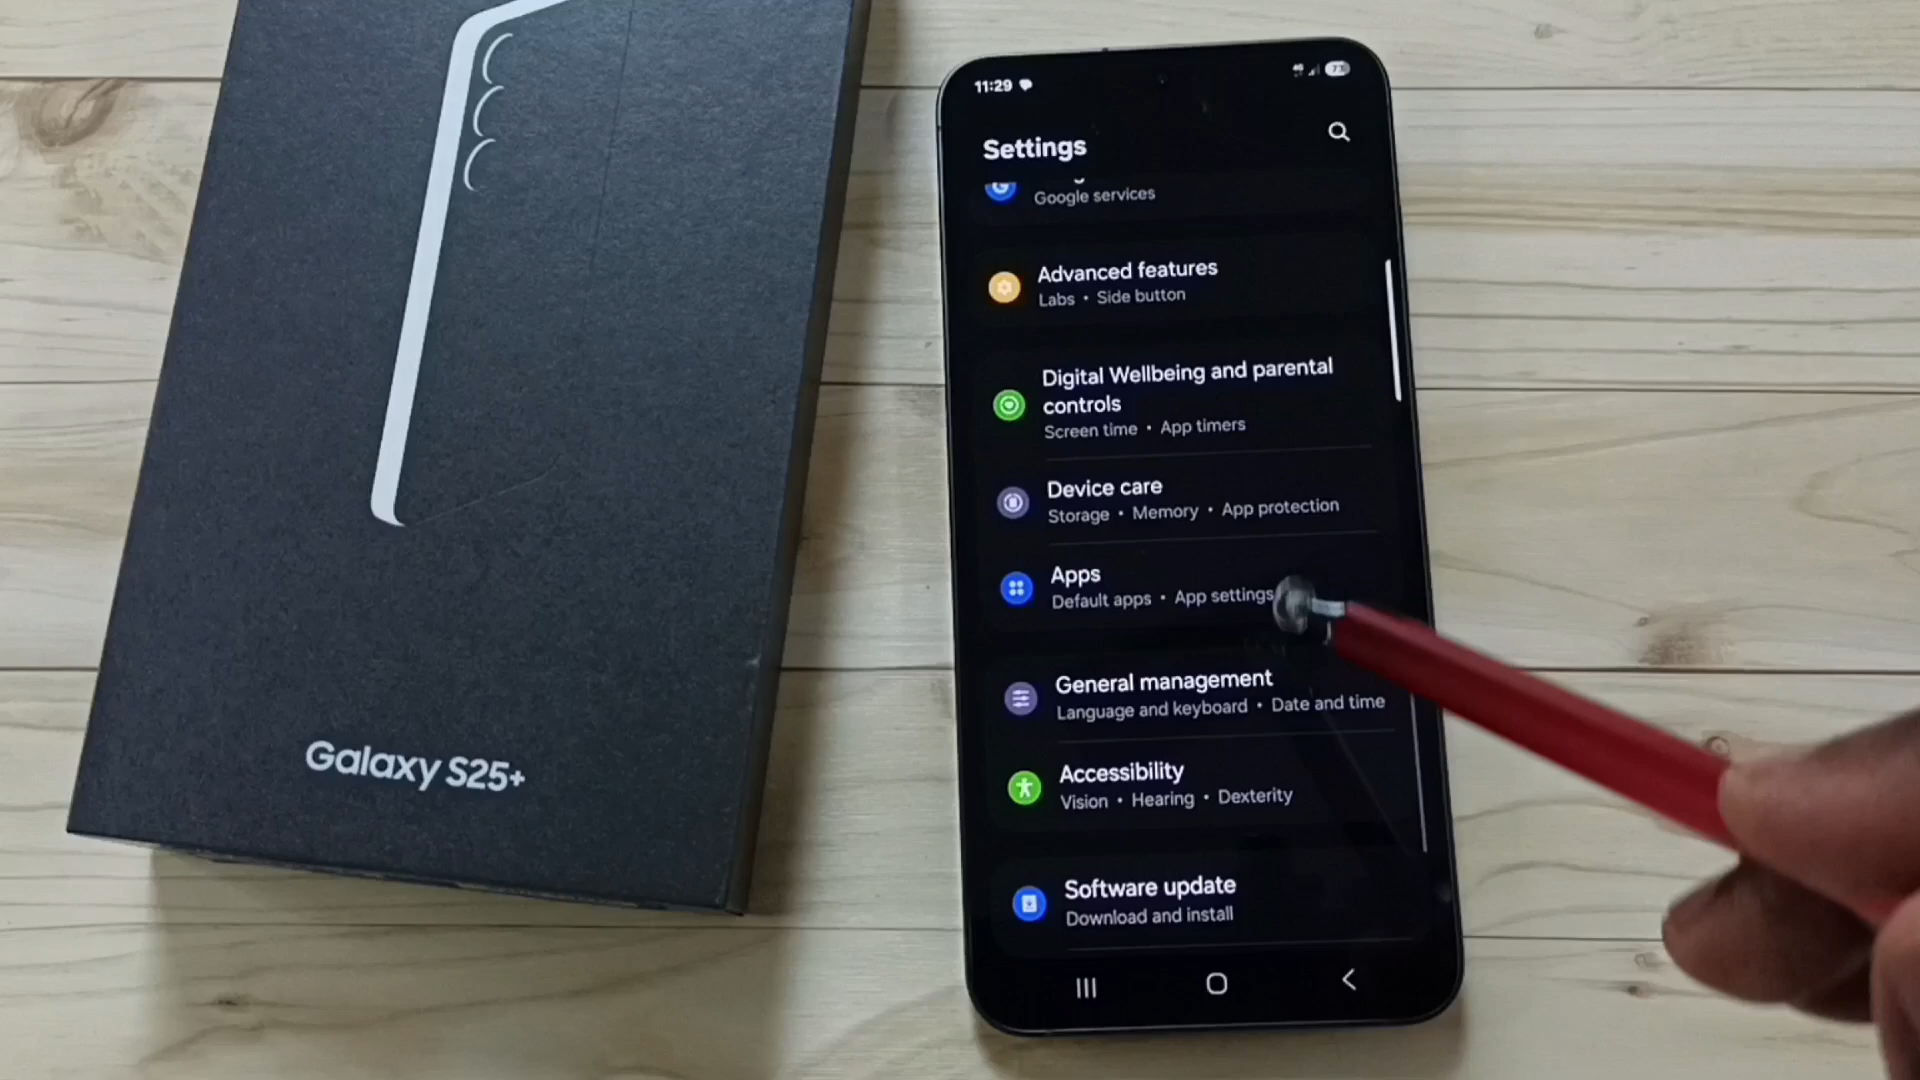 Galaxy S25+
11:29
4G
73
Settings
Google services
Advanced features
Labs • Side button
Digital Wellbeing and parental
controls
Screen time • App timers
Device care
Storage • Memory • App protection
Apps
Default apps • App settings
General management
Language and keyboard • Date and time
Accessibility
Vision • Hearing • Dexterity
Software update
Download and install